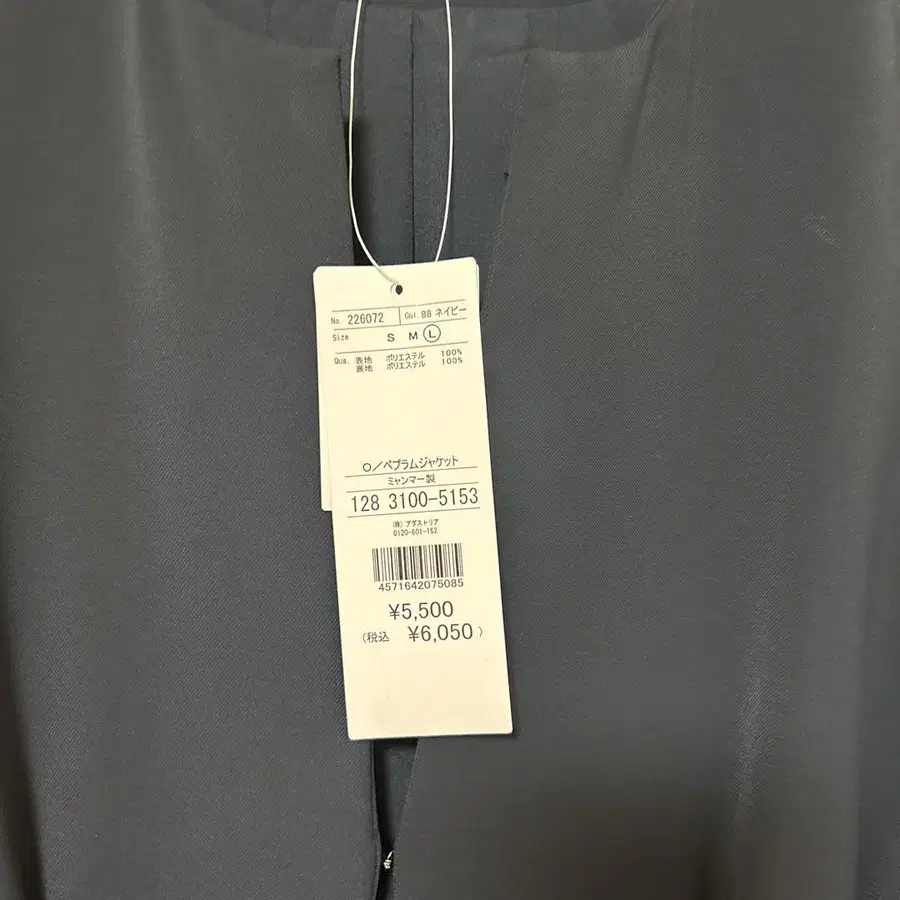 No. 226072 Col. 88 ネイビー
Size S M L
Qua. 表地 ポリエステル 100%
裏地 ポリエステル 100%
O/ペプラムジャケット
ミャンマー製
128 3100-5153
(株) アダストリア
0120-601-162
4571642075085
¥5,500
(税込 ¥6,050)